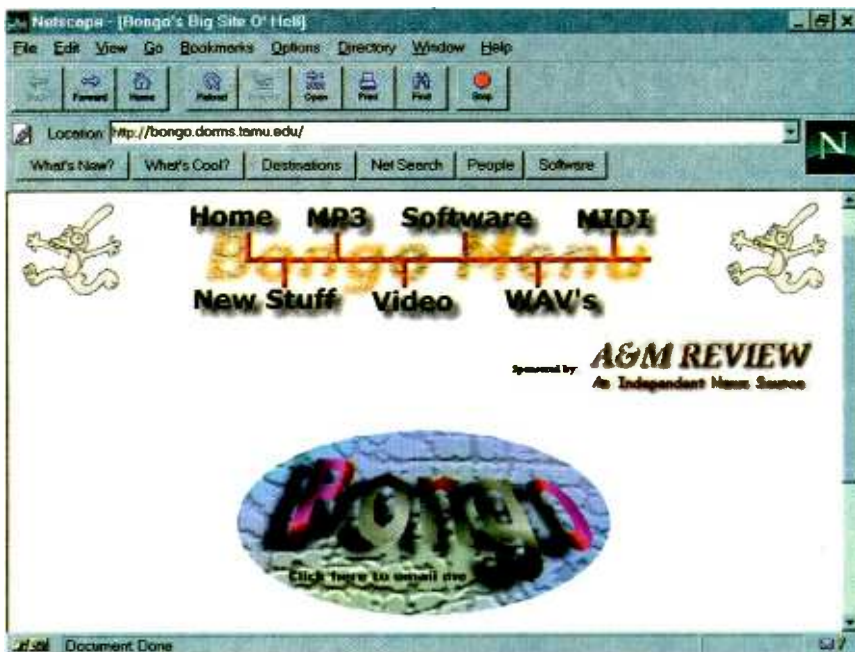 Netscape - [Bongo's Big Site O' Hell]
File Edit View Go Bookmarks Options Directory Window Help
Forward Home Reload Open Print Find Stop
Location: http://bongo.dorms.tamu.edu/
What's New? What's Cool? Destinations Net Search People Software
N
Home MP3 Software MIDI
Bongo Menu
New Stuff Video WAV's
Sponsored by A&M REVIEW
An Independent News Source
Bongo
Click here to email me
Document Done